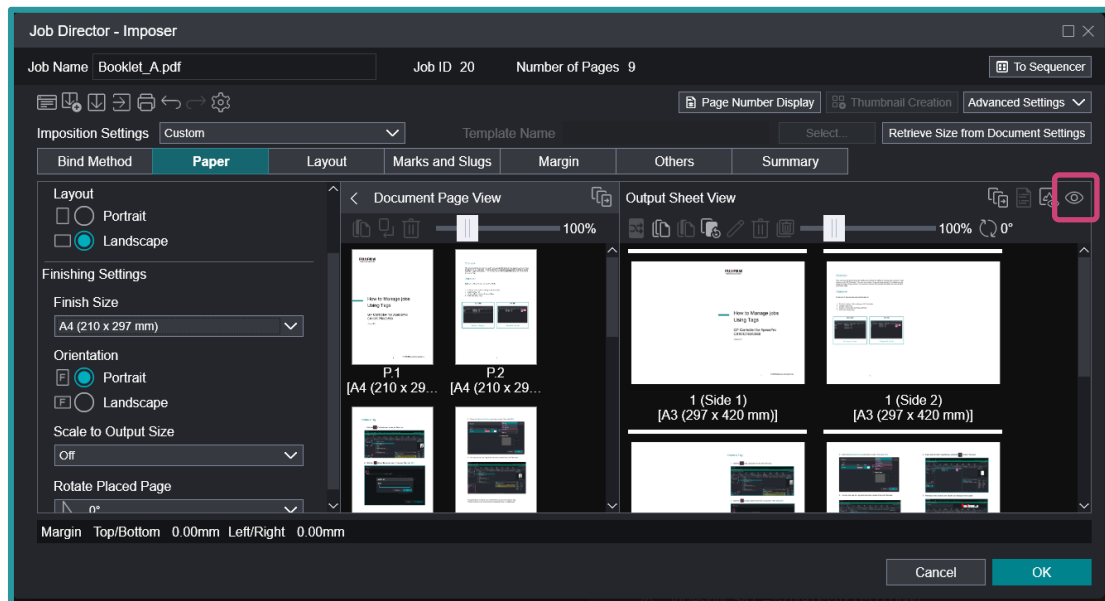 Job Director - Imposer
Job Name Booklet_A.pdf Job ID 20 Number of Pages 9 To Sequencer
Page Number Display Thumbnail Creation Advanced Settings
Imposition Settings Custom Template Name Select... Retrieve Size from Document Settings
Bind Method Paper Layout Marks and Slugs Margin Others Summary
Layout
Portrait
Landscape
Finishing Settings
Finish Size
A4 (210 x 297 mm)
Orientation
F Portrait
F Landscape
Scale to Output Size
Off
Rotate Placed Page
0°
Document Page View
100%
FUJIFILM
How to Manage jobs
Using Tags
P.1
[A4 (210 x 29...
P.2
[A4 (210 x 29...
Output Sheet View
100% 0°
FUJIFILM
How to Manage jobs
Using Tags
1 (Side 1)
[A3 (297 x 420 mm)]
1 (Side 2)
[A3 (297 x 420 mm)]
Margin Top/Bottom 0.00mm Left/Right 0.00mm
Cancel OK